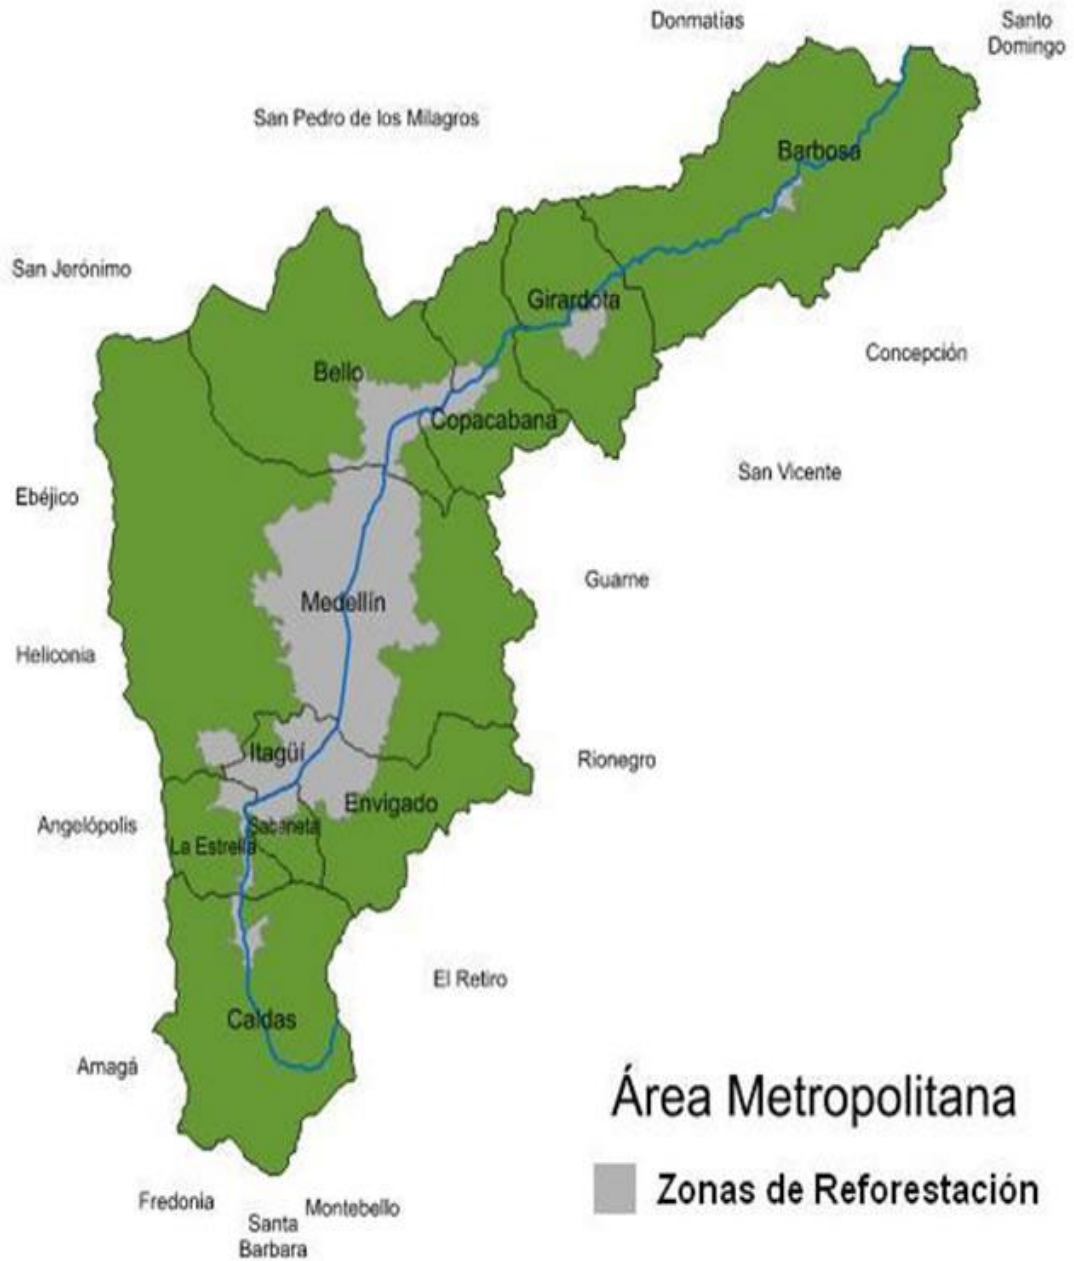 Donmatías
Santo
Domingo
San Pedro de los Milagros
Barbosa
San Jerónimo
Girardota
Concepción
Bello
Copacabana
San Vicente
Ebéjico
Guarne
Medellín
Heliconia
Itagüí
Rionegro
Envigado
Angelópolis
Sabaneta
La Estrella
El Retiro
Caldas
Amagá
Área Metropolitana
Zonas de Reforestación
Fredonia
Montebello
Santa
Barbara